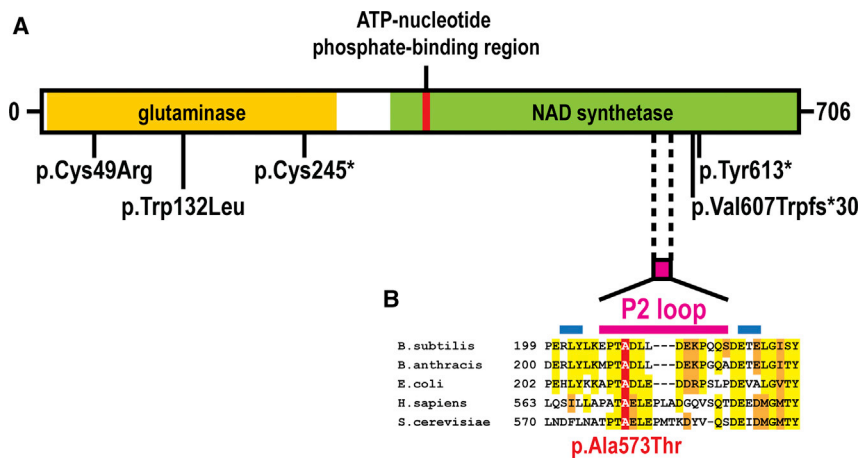 A
ATP-nucleotide
phosphate-binding region
0 glutaminase NAD synthetase 706
p.Cys49Arg p.Cys245* p.Tyr613*
p.Trp132Leu p.Val607Trpfs*30
B
P2 loop
B.subtilis 199 PERLYLKEPTADLL---DEKPQQSDETELGISY
B.anthracis 200 DERLYLKMPTADLL---DEKPGQADETELGITY
E.coli 202 PEHLYKKAPTADLE---DDRPSLPDEVALGVTY
H.sapiens 563 LQSILLAPATAELEPLADGQVSQTDEEDMGMTY
S.cerevisiae 570 LNDFLNATPTAELEPMTKDYV-QSDEIDMGMTY
p.Ala573Thr